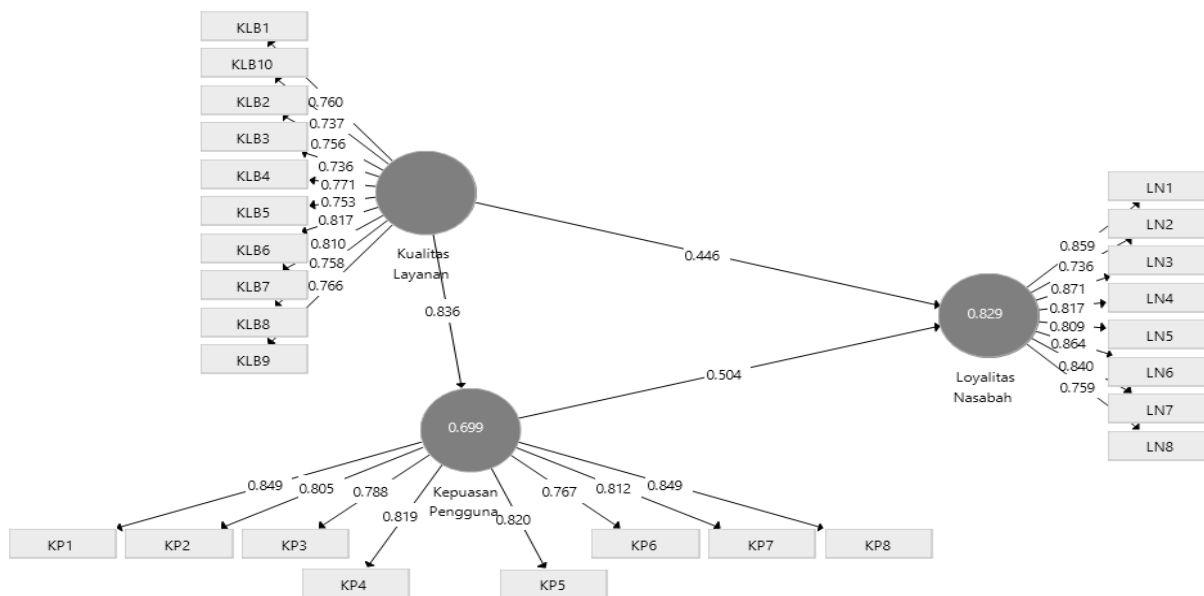 KLB1
KLB10
KLB2
KLB3
KLB4
KLB5
KLB6
KLB7
KLB8
KLB9
0.760
0.737
0.756
0.736
0.771
0.753
0.817
0.810
0.758
0.766
Kualitas
Layanan
0.446
0.836
0.504
0.829
Loyalitas
Nasabah
0.859
0.736
0.871
0.817
0.809
0.864
0.840
0.759
LN1
LN2
LN3
LN4
LN5
LN6
LN7
LN8
0.699
Kepuasan
Pengguna
0.849
0.805
0.788
0.819
0.820
0.767
0.812
0.849
KP1
KP2
KP3
KP4
KP5
KP6
KP7
KP8